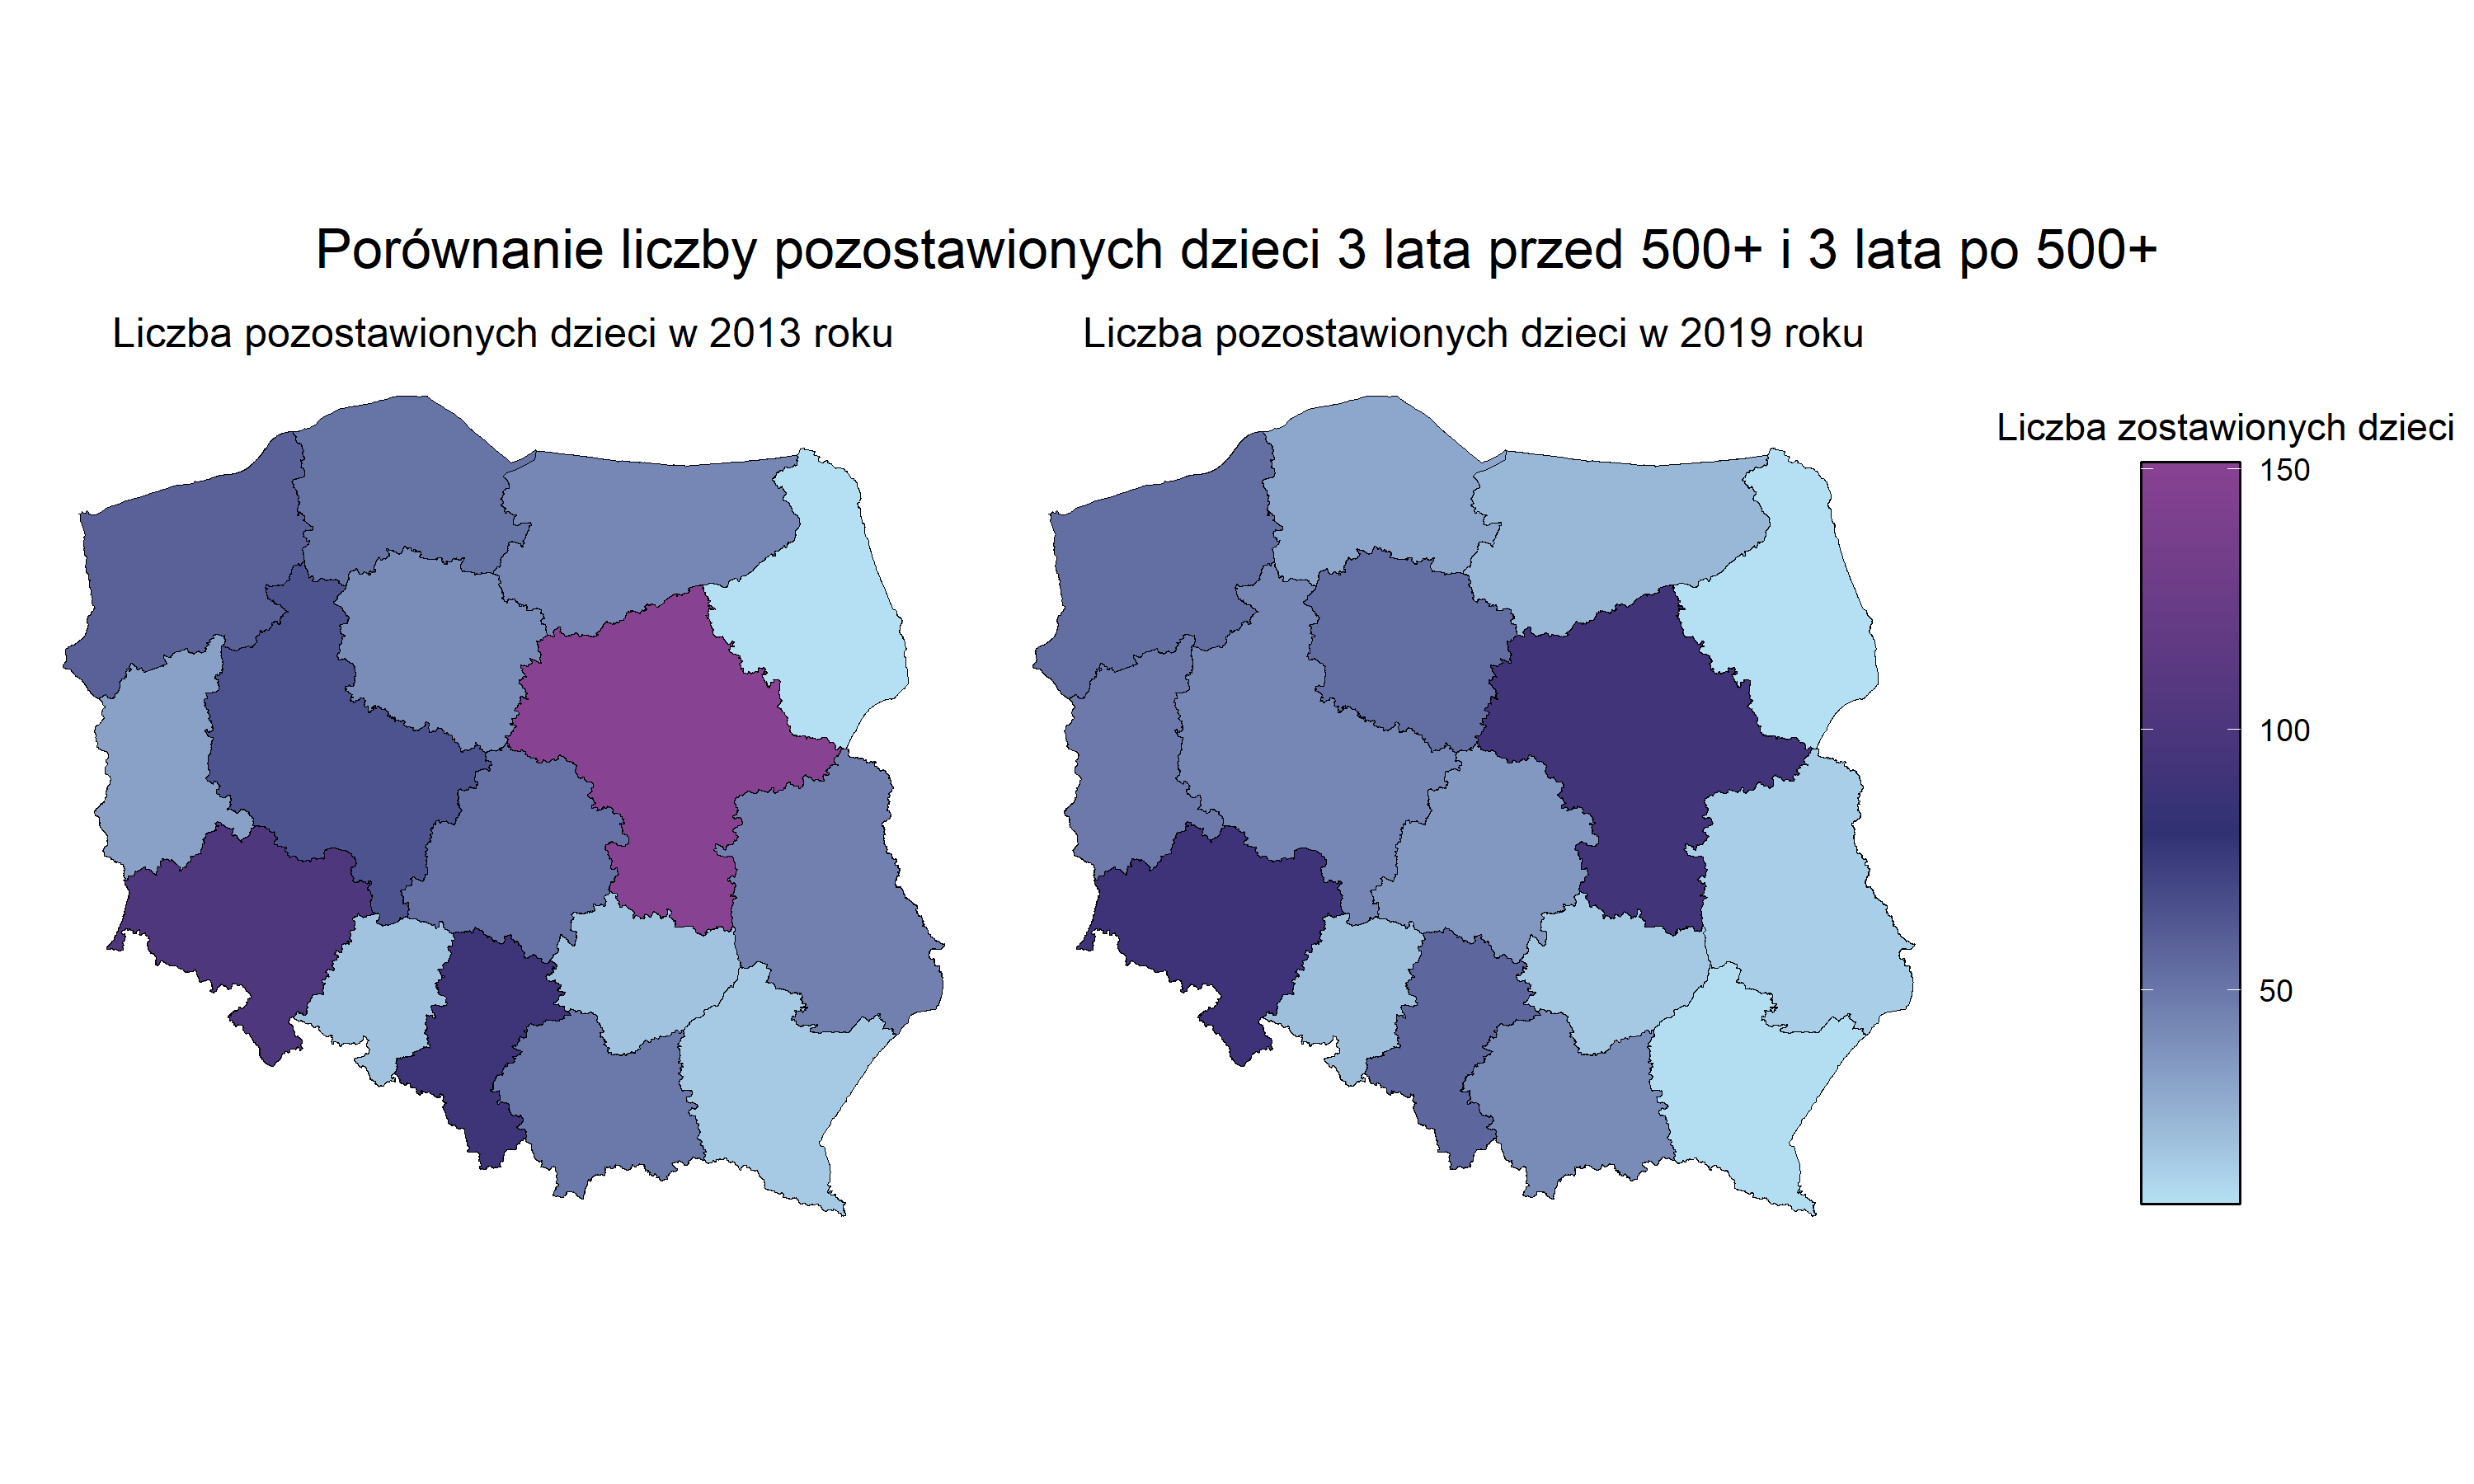 Porównanie liczby pozostawionych dzieci 3 lata przed 500+ i 3 lata po 500+
Liczba pozostawionych dzieci w 2013 roku
Liczba pozostawionych dzieci w 2019 roku
Liczba zostawionych dzieci
150
100
50